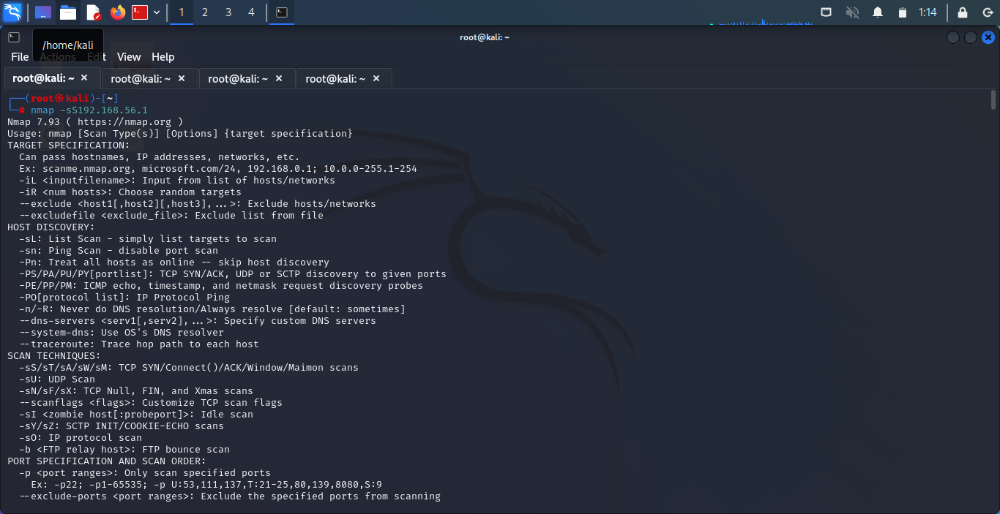 1 2 3 4 1:14
/home/kali
root@kali: ~
File Actions Edit View Help
root@kali: ~ × root@kali: ~ × root@kali: ~ × root@kali: ~ ×
┌──(root㉿kali)-[~]
└─# nmap -sS192.168.56.1
Nmap 7.93 ( https://nmap.org )
Usage: nmap [Scan Type(s)] [Options] {target specification}
TARGET SPECIFICATION:
  Can pass hostnames, IP addresses, networks, etc.
  Ex: scanme.nmap.org, microsoft.com/24, 192.168.0.1; 10.0.0-255.1-254
  -iL <inputfilename>: Input from list of hosts/networks
  -iR <num hosts>: Choose random targets
  --exclude <host1[,host2][,host3],...>: Exclude hosts/networks
  --excludefile <exclude_file>: Exclude list from file
HOST DISCOVERY:
  -sL: List Scan - simply list targets to scan
  -sn: Ping Scan - disable port scan
  -Pn: Treat all hosts as online -- skip host discovery
  -PS/PA/PU/PY[portlist]: TCP SYN/ACK, UDP or SCTP discovery to given ports
  -PE/PP/PM: ICMP echo, timestamp, and netmask request discovery probes
  -PO[protocol list]: IP Protocol Ping
  -n/-R: Never do DNS resolution/Always resolve [default: sometimes]
  --dns-servers <serv1[,serv2],...>: Specify custom DNS servers
  --system-dns: Use OS's DNS resolver
  --traceroute: Trace hop path to each host
SCAN TECHNIQUES:
  -sS/sT/sA/sW/sM: TCP SYN/Connect()/ACK/Window/Maimon scans
  -sU: UDP Scan
  -sN/sF/sX: TCP Null, FIN, and Xmas scans
  --scanflags <flags>: Customize TCP scan flags
  -sI <zombie host[:probeport]>: Idle scan
  -sY/sZ: SCTP INIT/COOKIE-ECHO scans
  -sO: IP protocol scan
  -b <FTP relay host>: FTP bounce scan
PORT SPECIFICATION AND SCAN ORDER:
  -p <port ranges>: Only scan specified ports
    Ex: -p22; -p1-65535; -p U:53,111,137,T:21-25,80,139,8080,S:9
  --exclude-ports <port ranges>: Exclude the specified ports from scanning